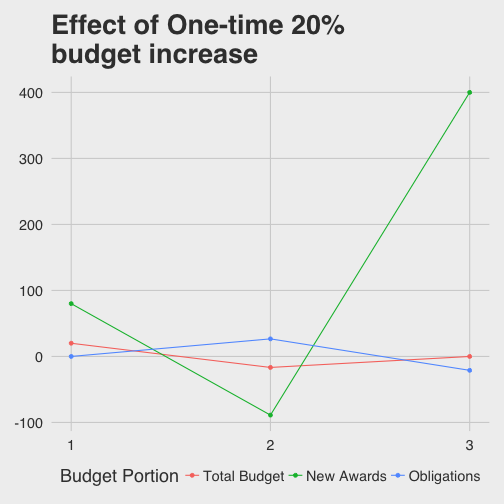 Effect of One-time 20%
budget increase
400
300
200
100
0
-100
1 2 3
Budget Portion Total Budget New Awards Obligations